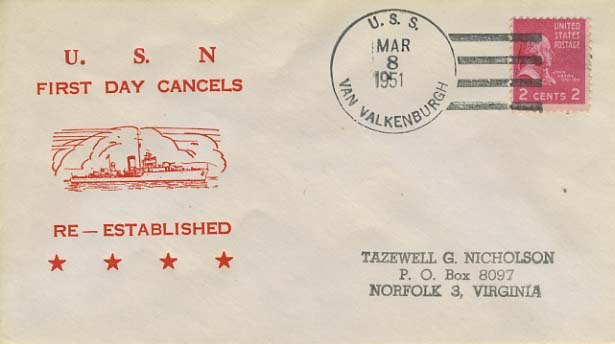 U. S. N
FIRST DAY CANCELS
RE — ESTABLISHED
U. S. S.
MAR
8
1951
VAN VALKENBURGH
UNITED
STATES
POSTAGE
2 CENTS 2
TAZEWELL G. NICHOLSON
P. O. Box 8097
NORFOLK 3, VIRGINIA